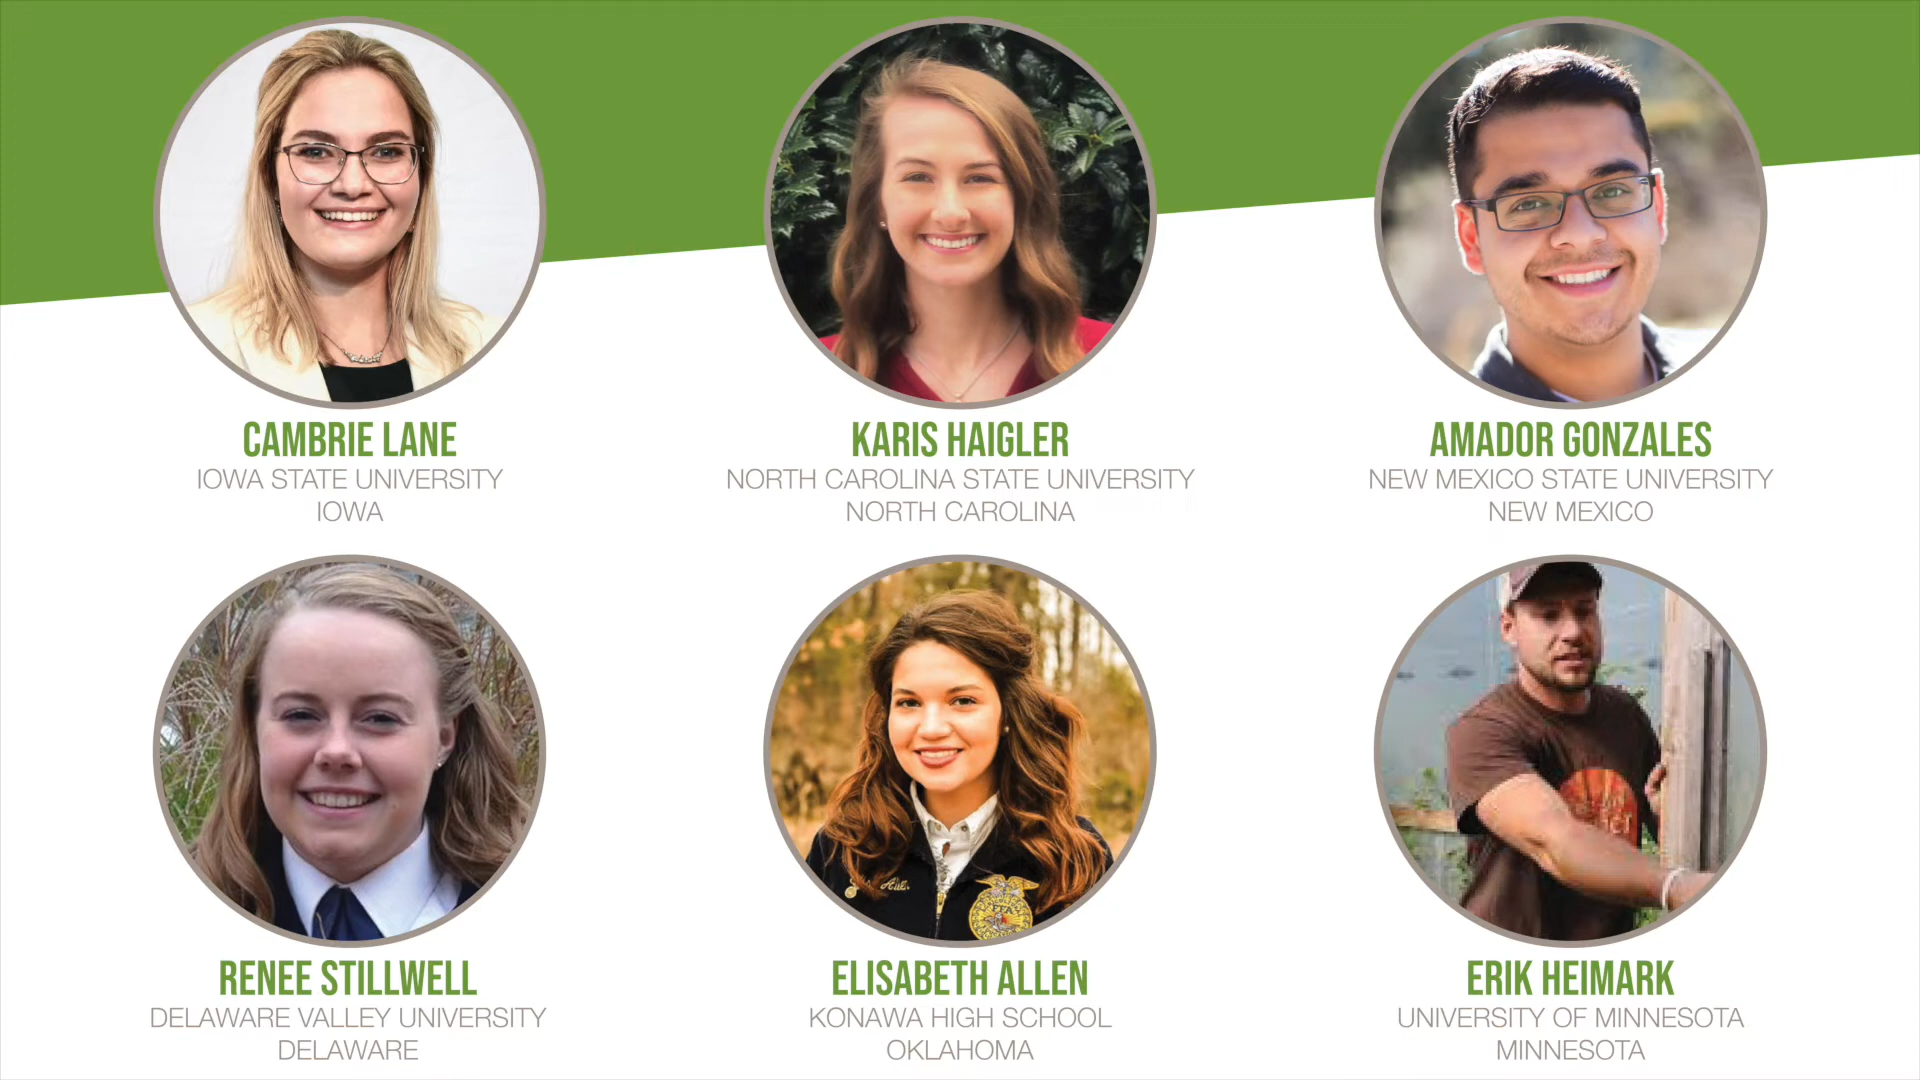 CAMBRIE LANE
IOWA STATE UNIVERSITY
IOWA
KARIS HAIGLER
NORTH CAROLINA STATE UNIVERSITY
NORTH CAROLINA
AMADOR GONZALES
NEW MEXICO STATE UNIVERSITY
NEW MEXICO
RENEE STILLWELL
DELAWARE VALLEY UNIVERSITY
DELAWARE
ELISABETH ALLEN
KONAWA HIGH SCHOOL
OKLAHOMA
ERIK HEIMARK
UNIVERSITY OF MINNESOTA
MINNESOTA
FFA